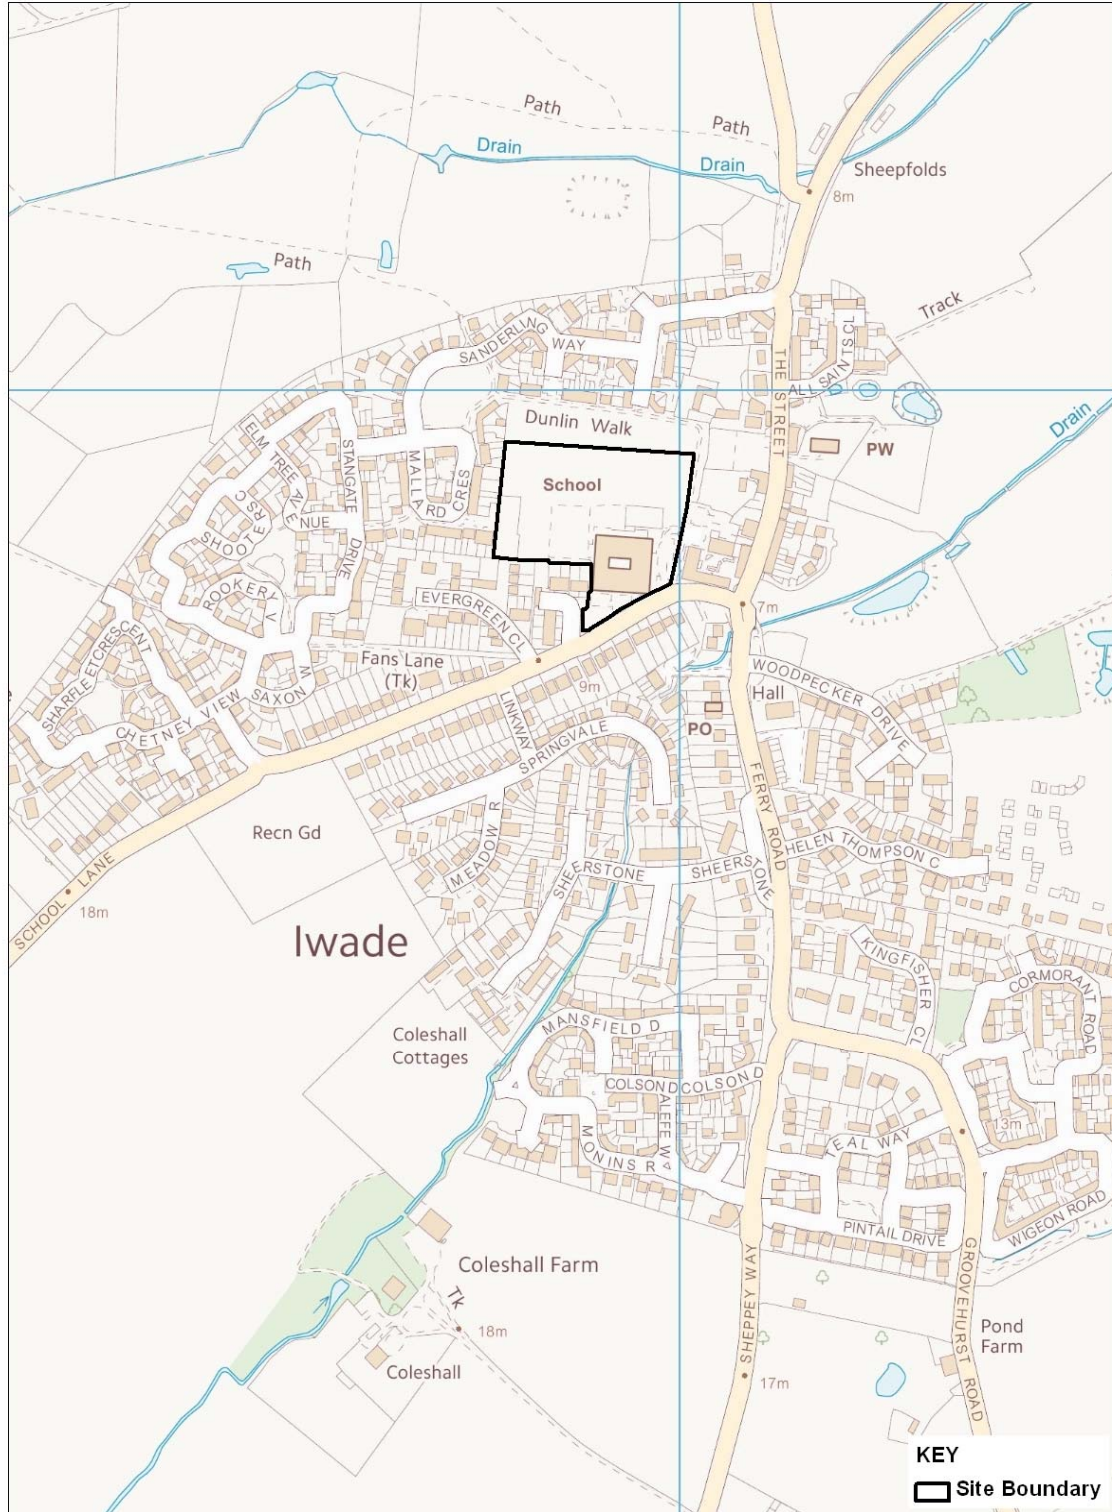 Path
Path
Drain
Drain
Sheepfolds
8m
Path
Track
SANDERLING
WAY
THE STREET
ALL SAINTS CL
Dunlin Walk
Drain
PW
ELM TREE AVE
NUE
STANGATE
DRIVE
MALLARD
CRES
School
SHOOTERS C
ROOKERY V
EVERGREEN CL
7m
Fans Lane
(Tk)
SHARFLEET CRESCENT
CHETNEY VIEW
SAXON
W
9m
LINKWAY
SPRINGVALE
WOODPECKER DRIVE
Hall
PO
FERRY ROAD
Recn Gd
MEADOW R
HELEN THOMPSON C
SHEERSTONE
SHEERSTONE
SCHOOL LANE
18m
Iwade
KINGFISHER CL
CORMORANT
ROAD
Coleshall
Cottages
MANSFIELD D
COLSON D
COLSON D
ALEFE W
13m
TEAL WAY
MONINS R
PINTAIL DRIVE
WIGEON ROAD
Coleshall Farm
Tk
18m
SHEPPEY WAY
GROOVEHURST ROAD
Pond
Farm
Coleshall
17m
KEY
Site Boundary